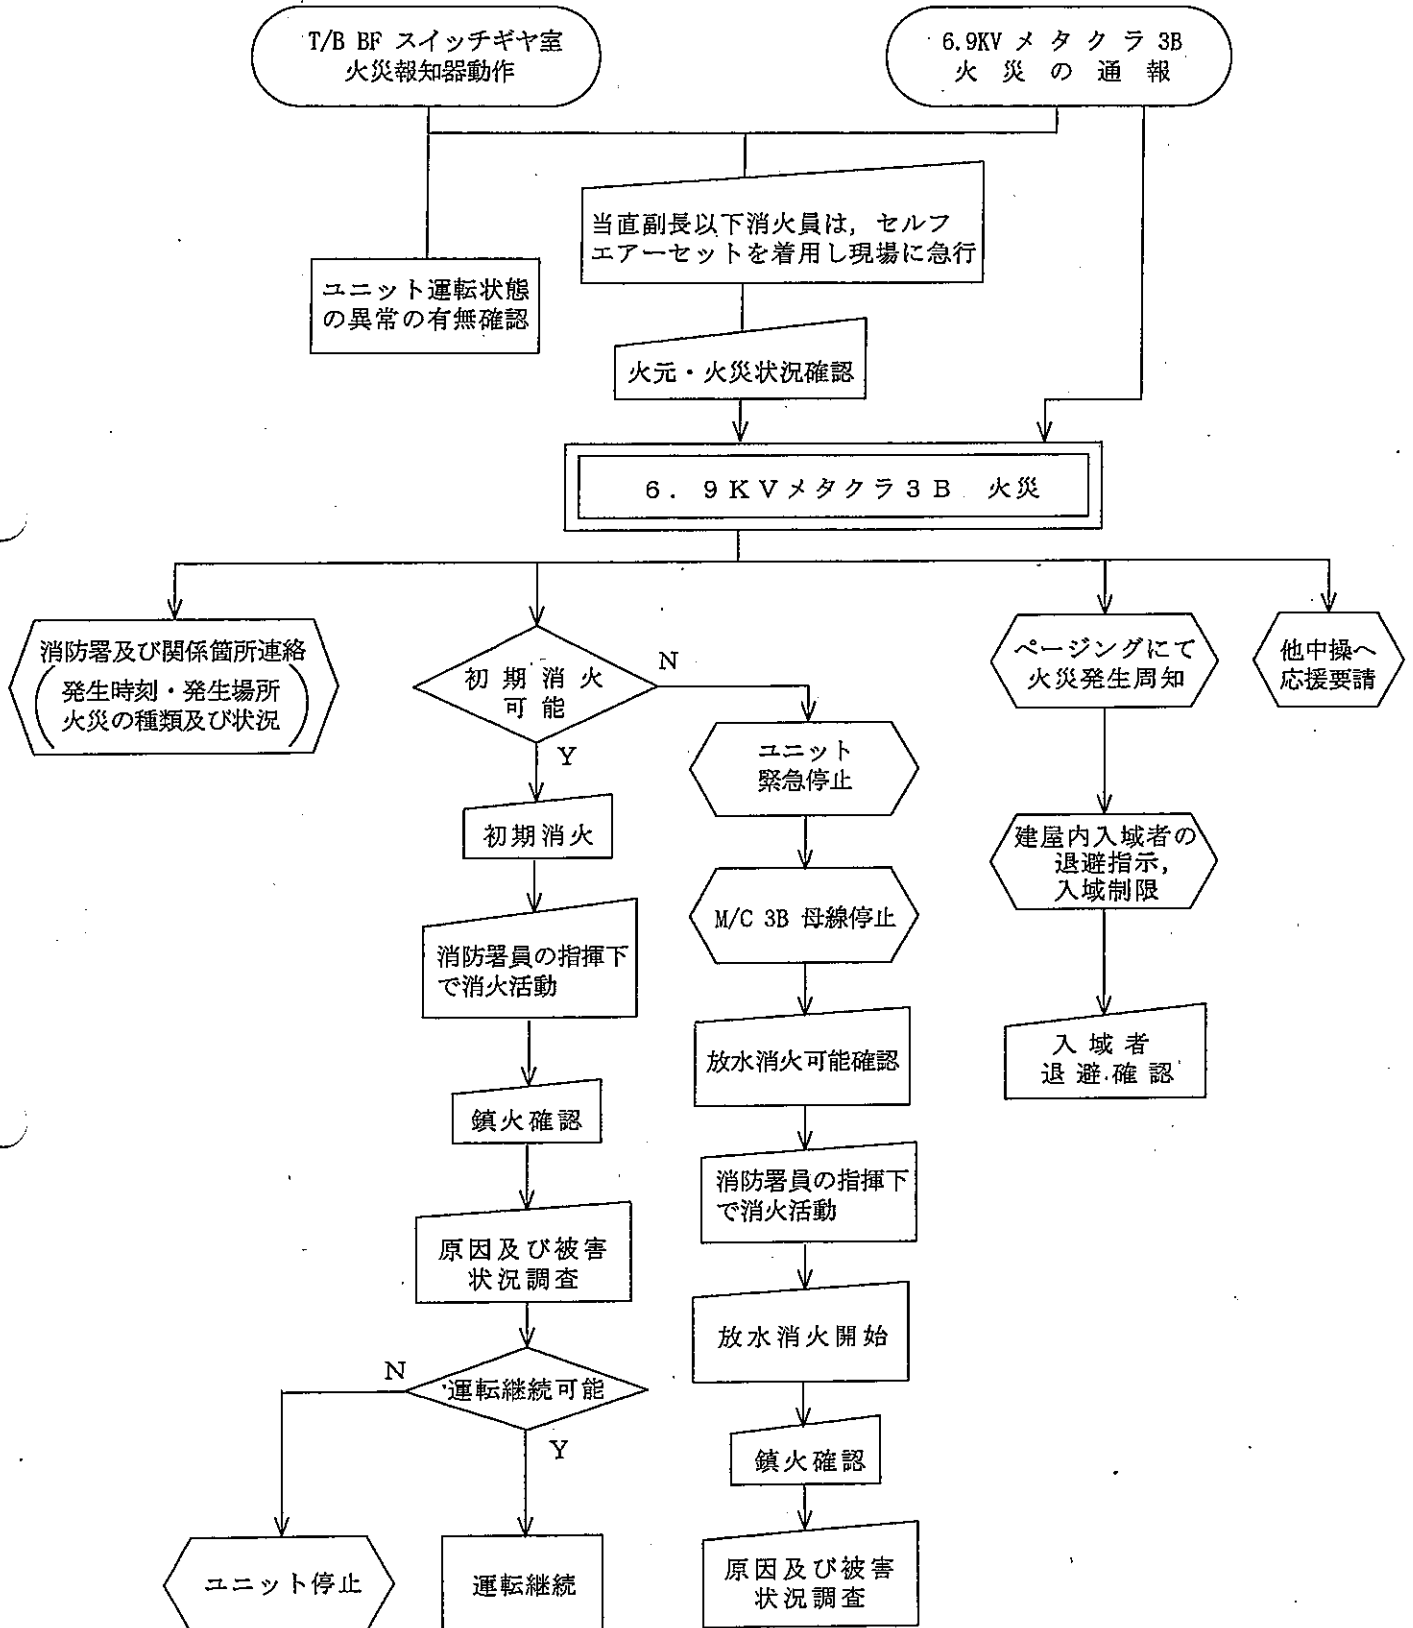 T/B BF スイッチギヤ室
火災報知器動作
6.9KV メタクラ 3B
火災の通報
当直副長以下消火員は，セルフ
エアーセットを着用し現場に急行
ユニット運転状態
の異常の有無確認
火元・火災状況確認
６．９ＫＶメタクラ３Ｂ　火災
消防署及び関係箇所連絡
(発生時刻・発生場所
火災の種類及び状況)
初期消火
可能
N
Y
ページングにて
火災発生周知
他中操へ
応援要請
ユニット
緊急停止
初期消火
建屋内入域者の
退避指示，
入域制限
M/C 3B 母線停止
消防署員の指揮下
で消火活動
放水消火可能確認
入域者
退避確認
鎮火確認
消防署員の指揮下
で消火活動
原因及び被害
状況調査
放水消火開始
N
運転継続可能
Y
鎮火確認
ユニット停止
運転継続
原因及び被害
状況調査